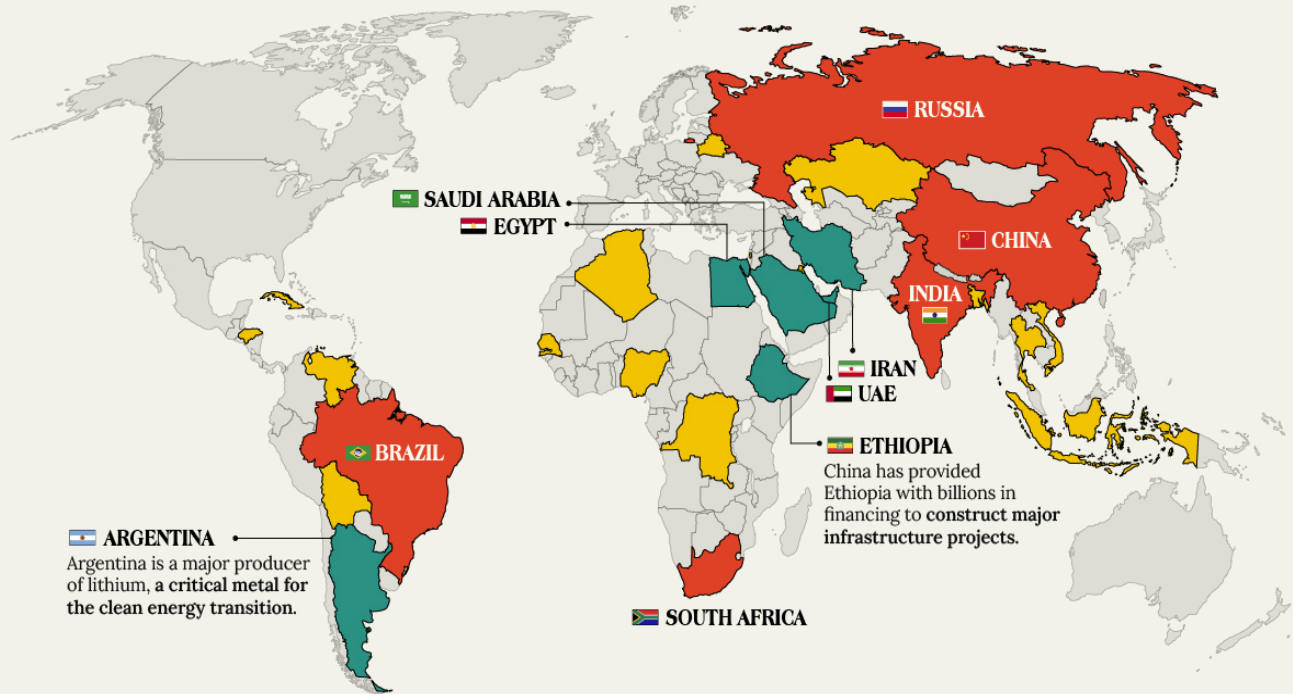 RUSSIA
SAUDI ARABIA
EGYPT
CHINA
INDIA
IRAN
UAE
BRAZIL
ETHIOPIA
China has provided
Ethiopia with billions in
financing to construct major
infrastructure projects.
ARGENTINA
Argentina is a major producer
of lithium, a critical metal for
the clean energy transition.
SOUTH AFRICA